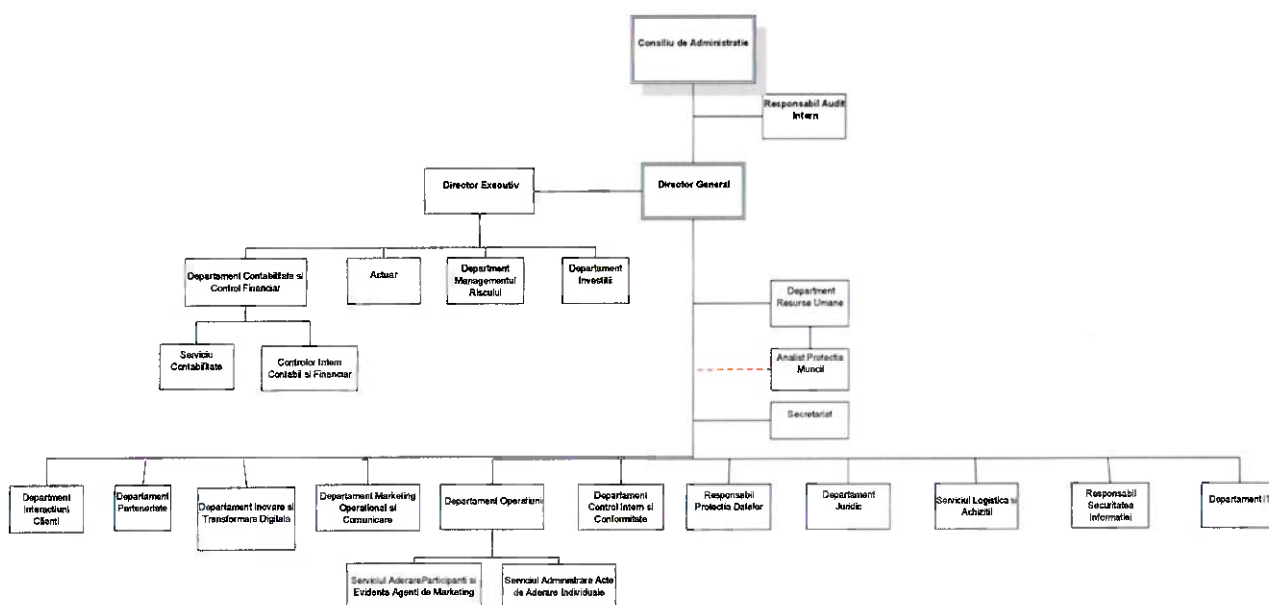 Consiliu de Administratie
Responsabil Audit
Intern
Director Executiv
Director General
Departament Contabilitate si
Control Financiar
Actuar
Department
Managementul
Riscului
Departament
Investitii
Department
Resurse Umane
Serviciu
Contabilitate
Controlor Intern
Contabil si Financiar
Analist Protectia
Muncii
Secretariat
Department
Interactiuni
Clienti
Departament
Parteneriate
Departament Inovare si
Transformare Digitala
Departament Marketing
Operational si
Comunicare
Departament Operatiuni
Departament
Control Intern si
Conformitate
Responsabil
Protectia Datelor
Departament
Juridic
Serviciul Logistica si
Achizitii
Responsabil
Securitatea
Informatiei
Departament IT
Serviciul Aderare Participanti si
Evidenta Agenti de Marketing
Serviciul Administrare Acte
de Aderare Individuale